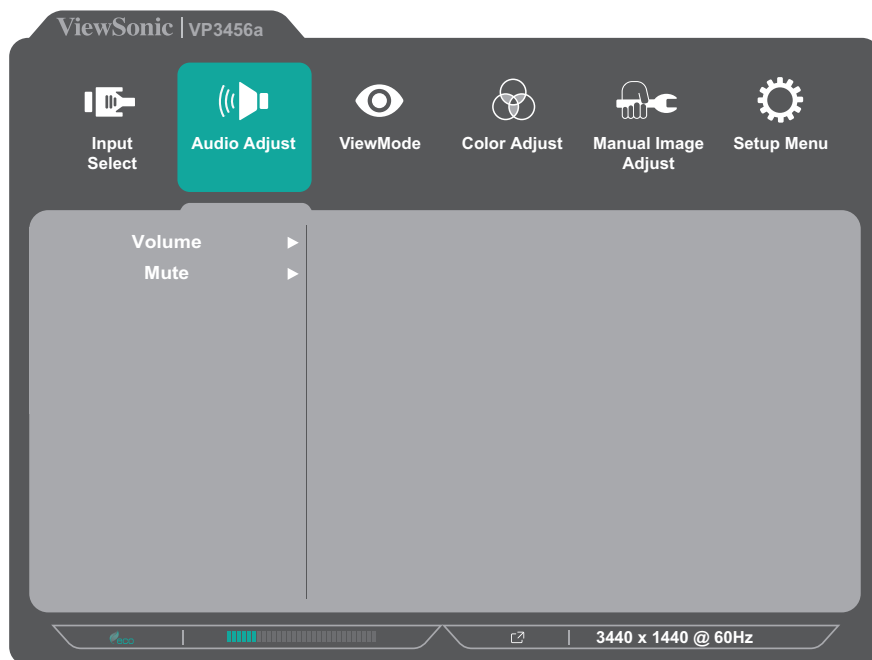 ViewSonic | VP3456a
Input
Select
Audio Adjust
ViewMode
Color Adjust
Manual Image
Adjust
Setup Menu
Volume
Mute
eco
3440 x 1440 @ 60Hz